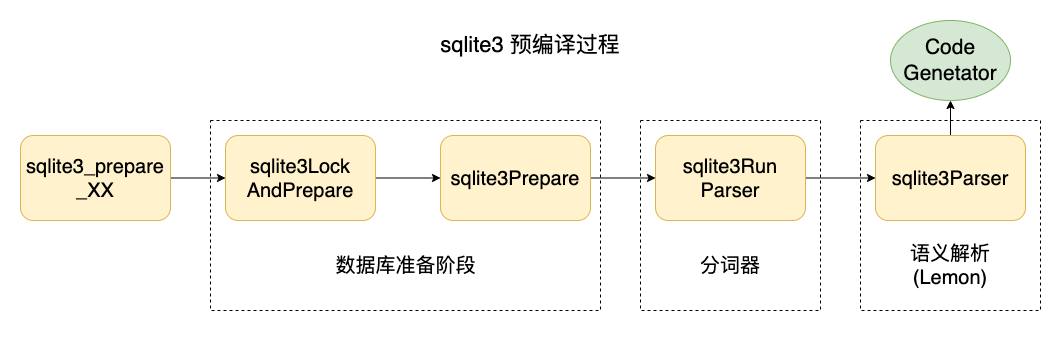 sqlite3 预编译过程
Code
Genetator
sqlite3_prepare
_XX
sqlite3Lock
AndPrepare
sqlite3Prepare
sqlite3Run
Parser
sqlite3Parser
数据库准备阶段
分词器
语义解析
(Lemon)